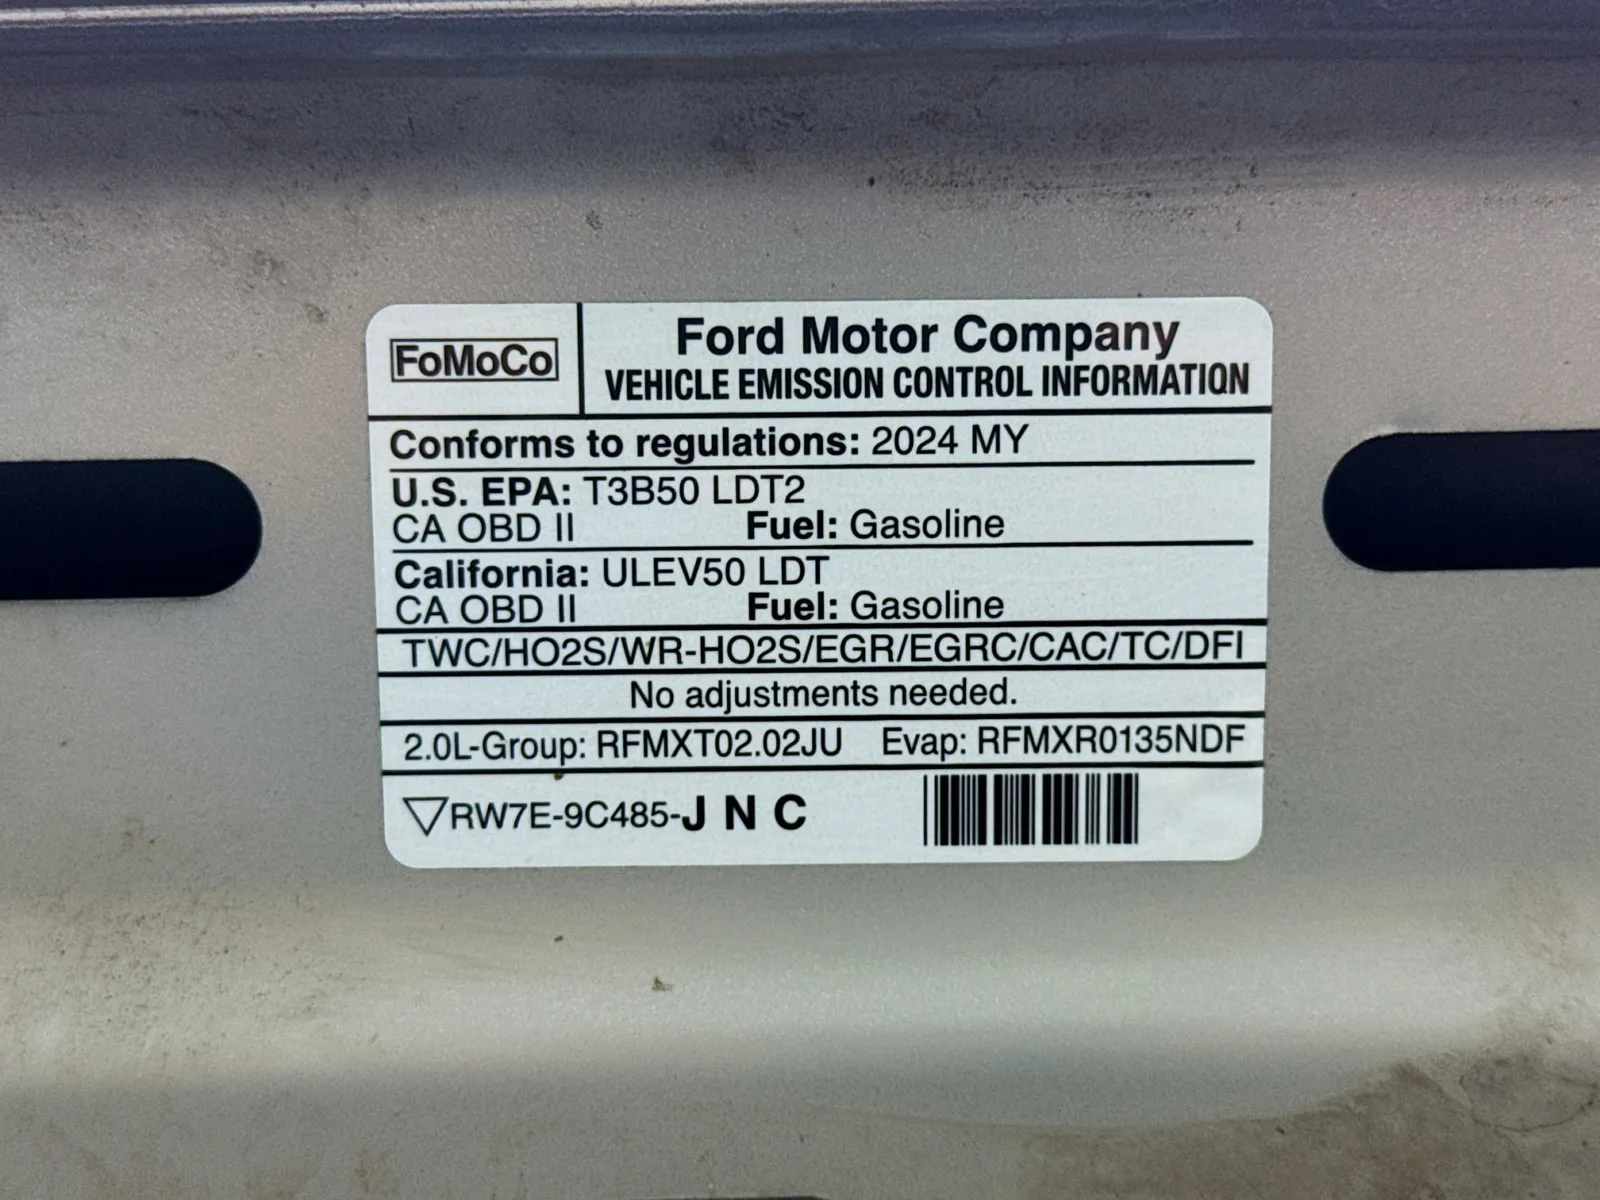 FoMoCo
Ford Motor Company
VEHICLE EMISSION CONTROL INFORMATION
Conforms to regulations: 2024 MY
U.S. EPA: T3B50 LDT2
CA OBD II Fuel: Gasoline
California: ULEV50 LDT
CA OBD II Fuel: Gasoline
TWC/HO2S/WR-HO2S/EGR/EGRC/CAC/TC/DFI
No adjustments needed.
2.0L-Group: RFMXT02.02JU Evap: RFMXR0135NDF
RW7E-9C485-J N C